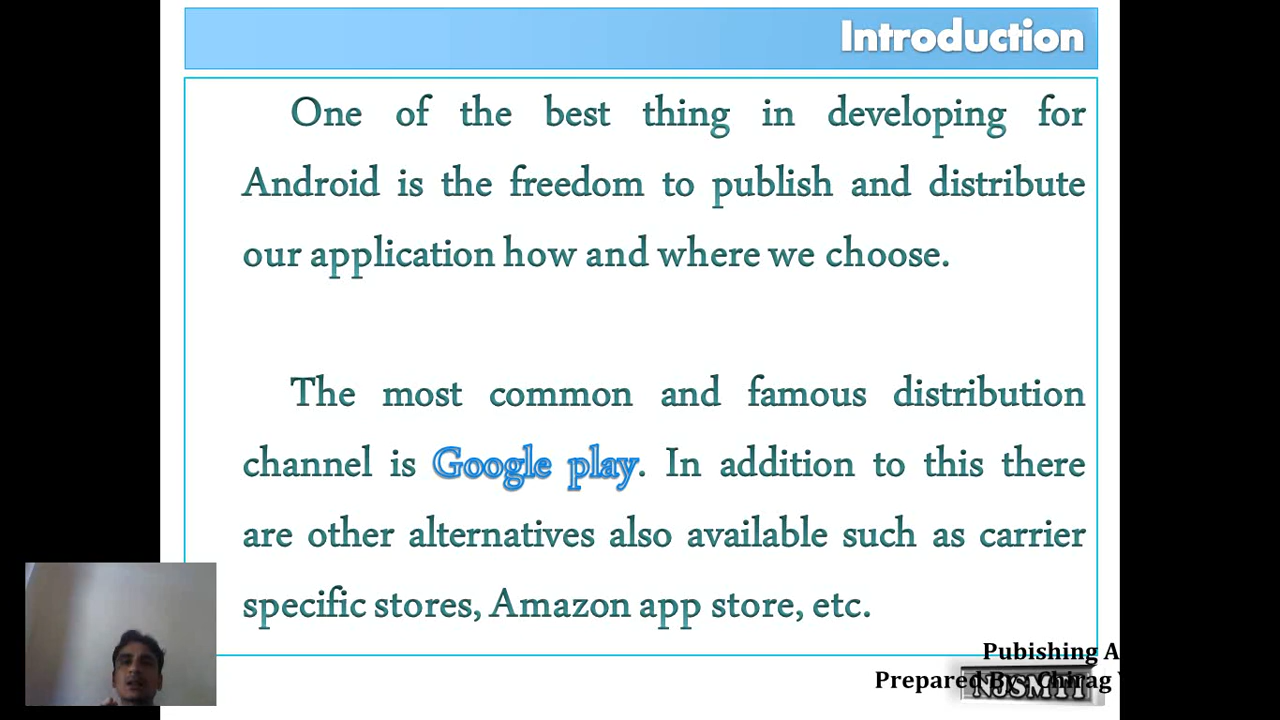 Introduction
One of the best thing in developing for
Android is the freedom to publish and distribute
our application how and where we choose.
The most common and famous distribution
channel is Google play. In addition to this there
are other alternatives also available such as carrier
specific stores, Amazon app store, etc.
Pubishing A
Prepared By : Chirag